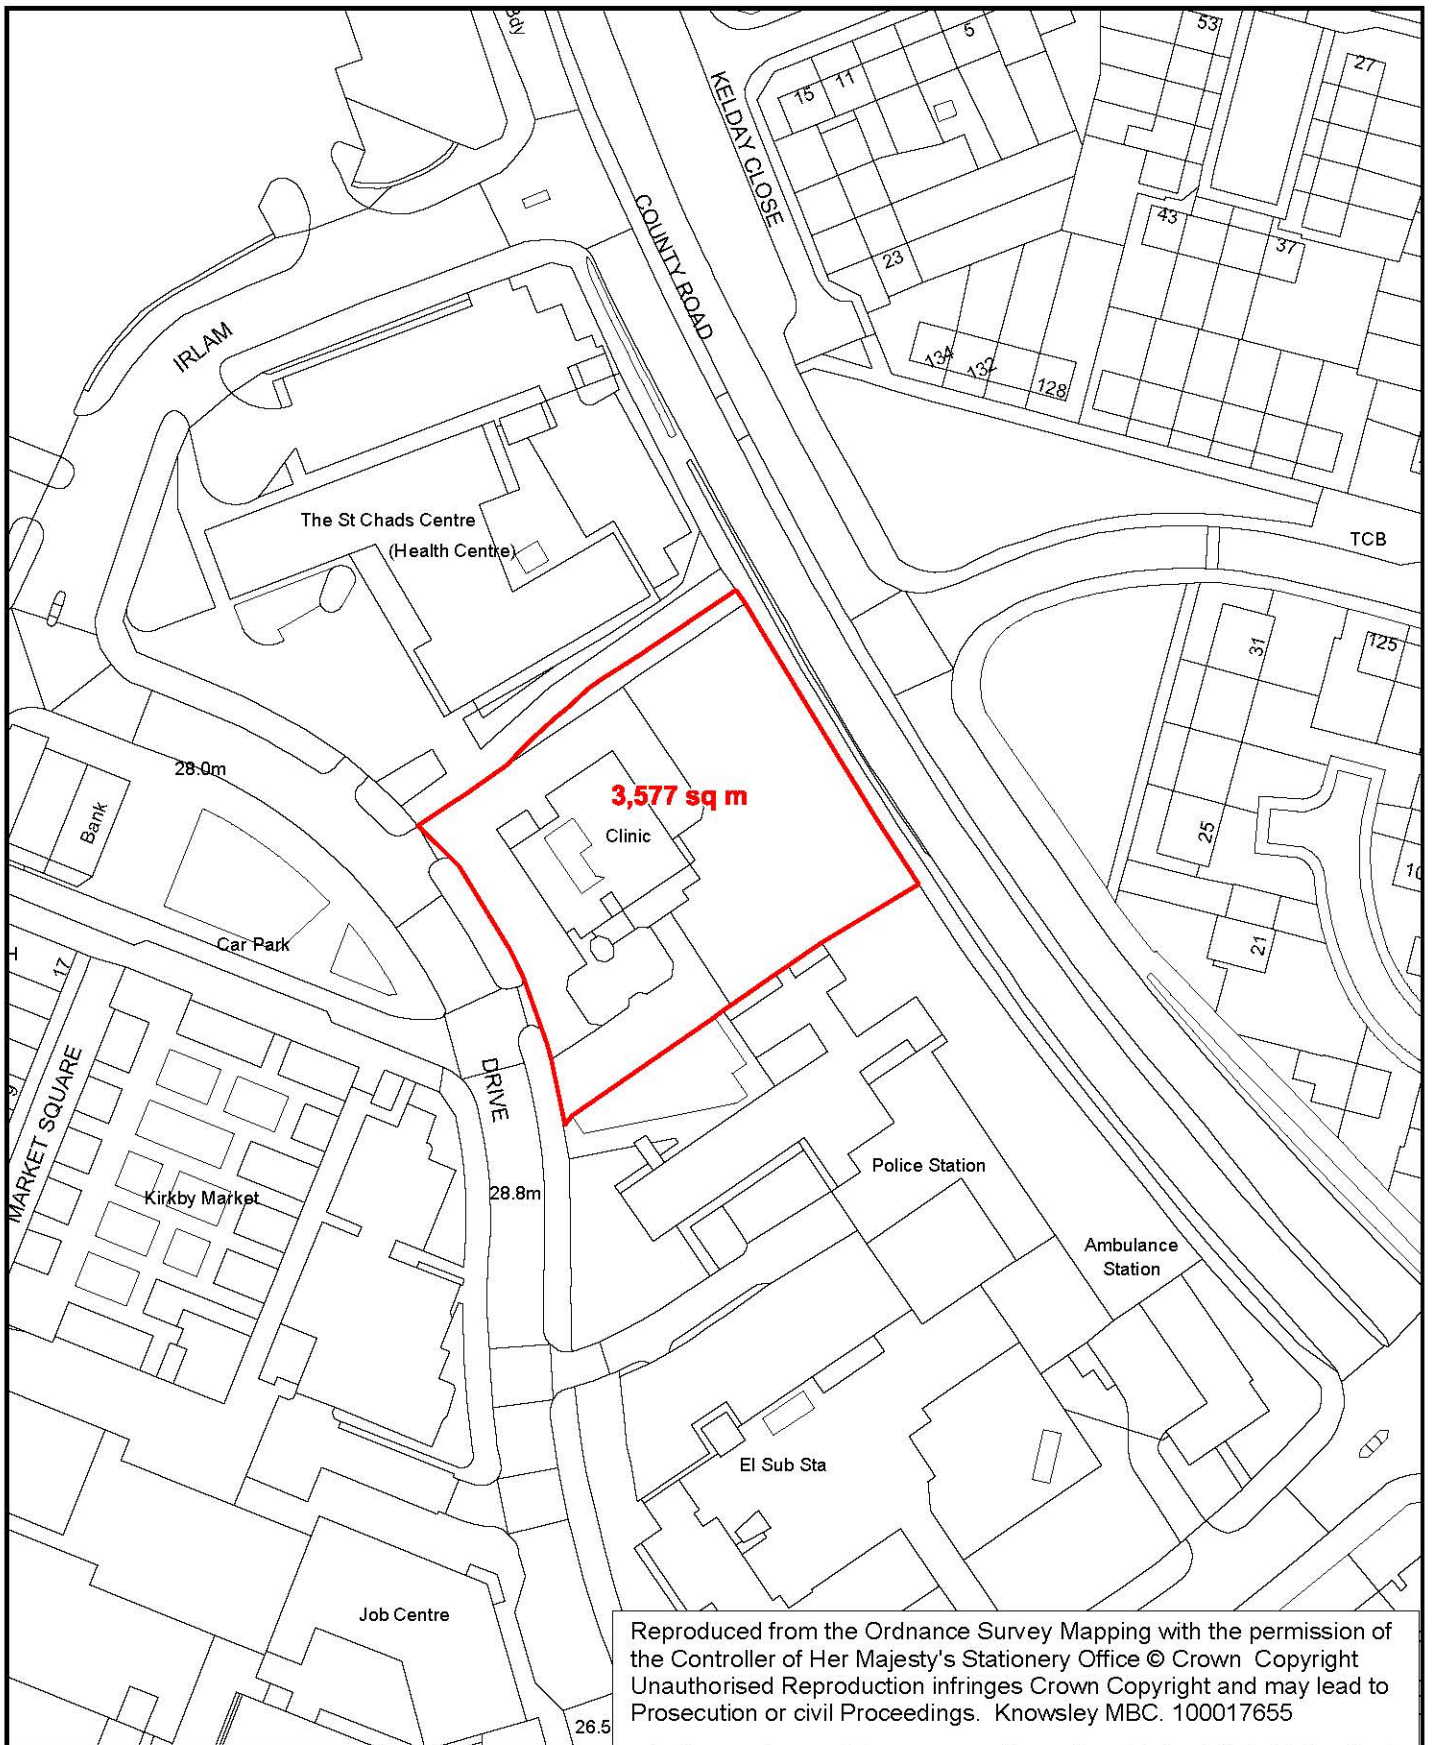 Bdy
53
5
27
15
11
KELDAY CLOSE
43
COUNTY ROAD
37
23
IRLAM
134
132
128
The St Chads Centre
(Health Centre)
TCB
31
125
28.0m
3,577 sq m
Bank
Clinic
25
10
Car Park
21
17
H
DRIVE
MARKET SQUARE
Police Station
28.8m
Kirkby Market
Ambulance
Station
El Sub Sta
Job Centre
Reproduced from the Ordnance Survey Mapping with the permission of
the Controller of Her Majesty's Stationery Office © Crown Copyright
Unauthorised Reproduction infringes Crown Copyright and may lead to
Prosecution or civil Proceedings. Knowsley MBC. 100017655
26.5